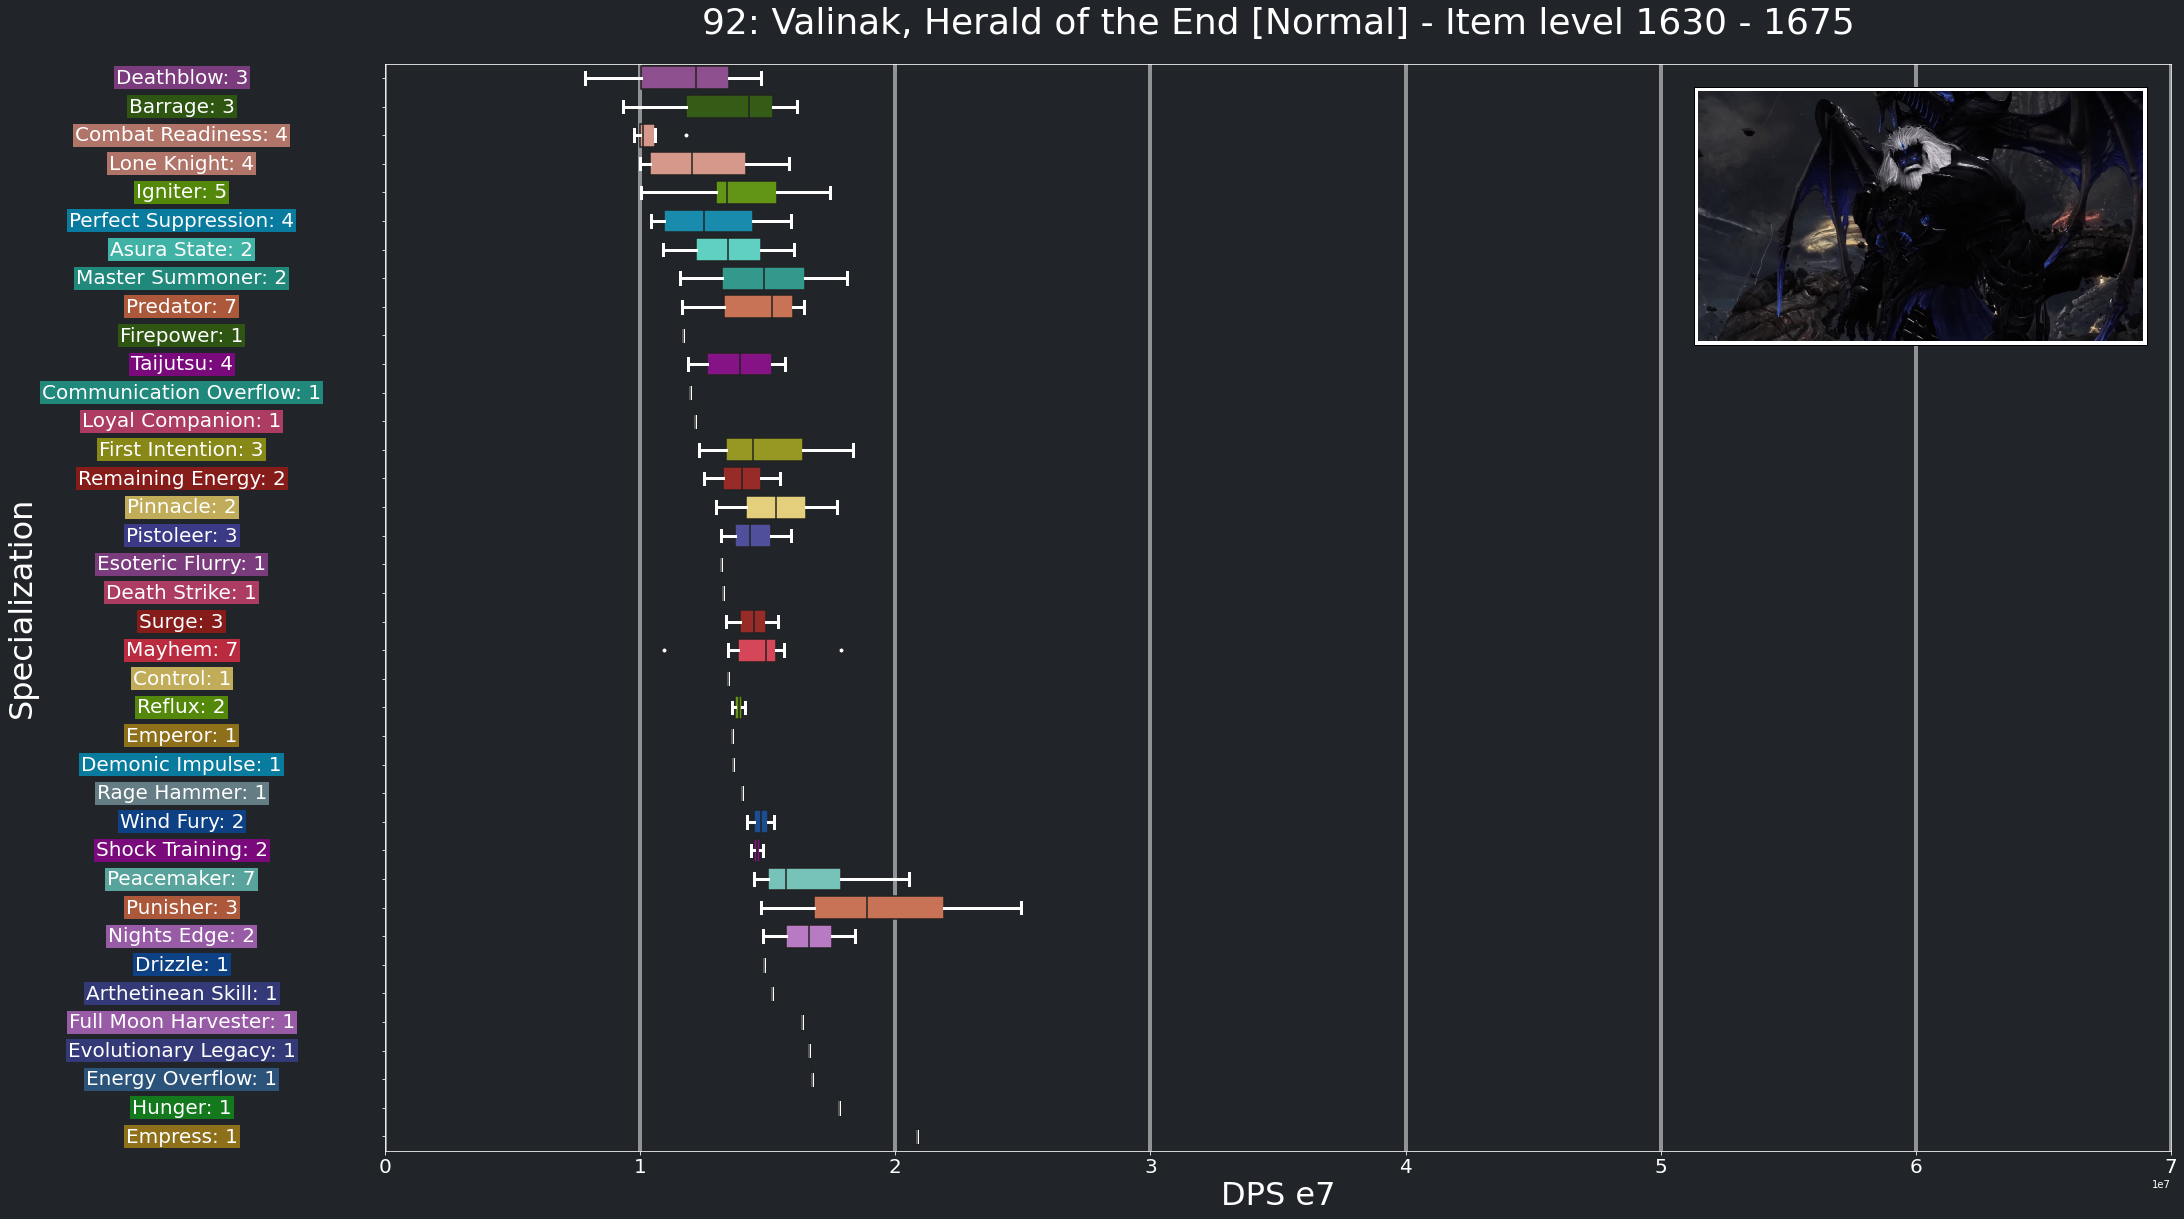 92: Valinak, Herald of the End [Normal] - Item level 1630 - 1675
Specialization
Deathblow: 3
Barrage: 3
Combat Readiness: 4
Lone Knight: 4
Igniter: 5
Perfect Suppression: 4
Asura State: 2
Master Summoner: 2
Predator: 7
Firepower: 1
Taijutsu: 4
Communication Overflow: 1
Loyal Companion: 1
First Intention: 3
Remaining Energy: 2
Pinnacle: 2
Pistoleer: 3
Esoteric Flurry: 1
Death Strike: 1
Surge: 3
Mayhem: 7
Control: 1
Reflux: 2
Emperor: 1
Demonic Impulse: 1
Rage Hammer: 1
Wind Fury: 2
Shock Training: 2
Peacemaker: 7
Punisher: 3
Nights Edge: 2
Drizzle: 1
Arthetinean Skill: 1
Full Moon Harvester: 1
Evolutionary Legacy: 1
Energy Overflow: 1
Hunger: 1
Empress: 1
0 1 2 3 4 5 6 7
1e7
DPS e7